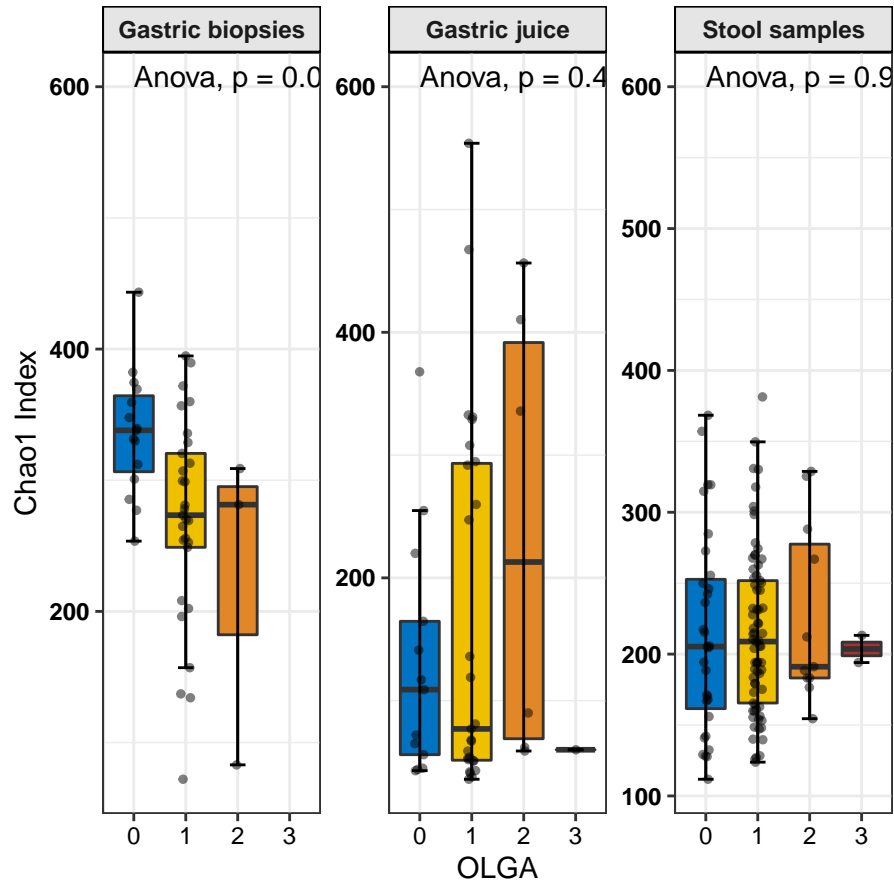 Gastric biopsies Gastric juice Stool samples
Anova, p = 0.0 Anova, p = 0.4 Anova, p = 0.9
600 600 600
500
400 400 400
300
200 200 200
100
Chao1 Index
0 1 2 3 0 1 2 3 0 1 2 3
OLGA